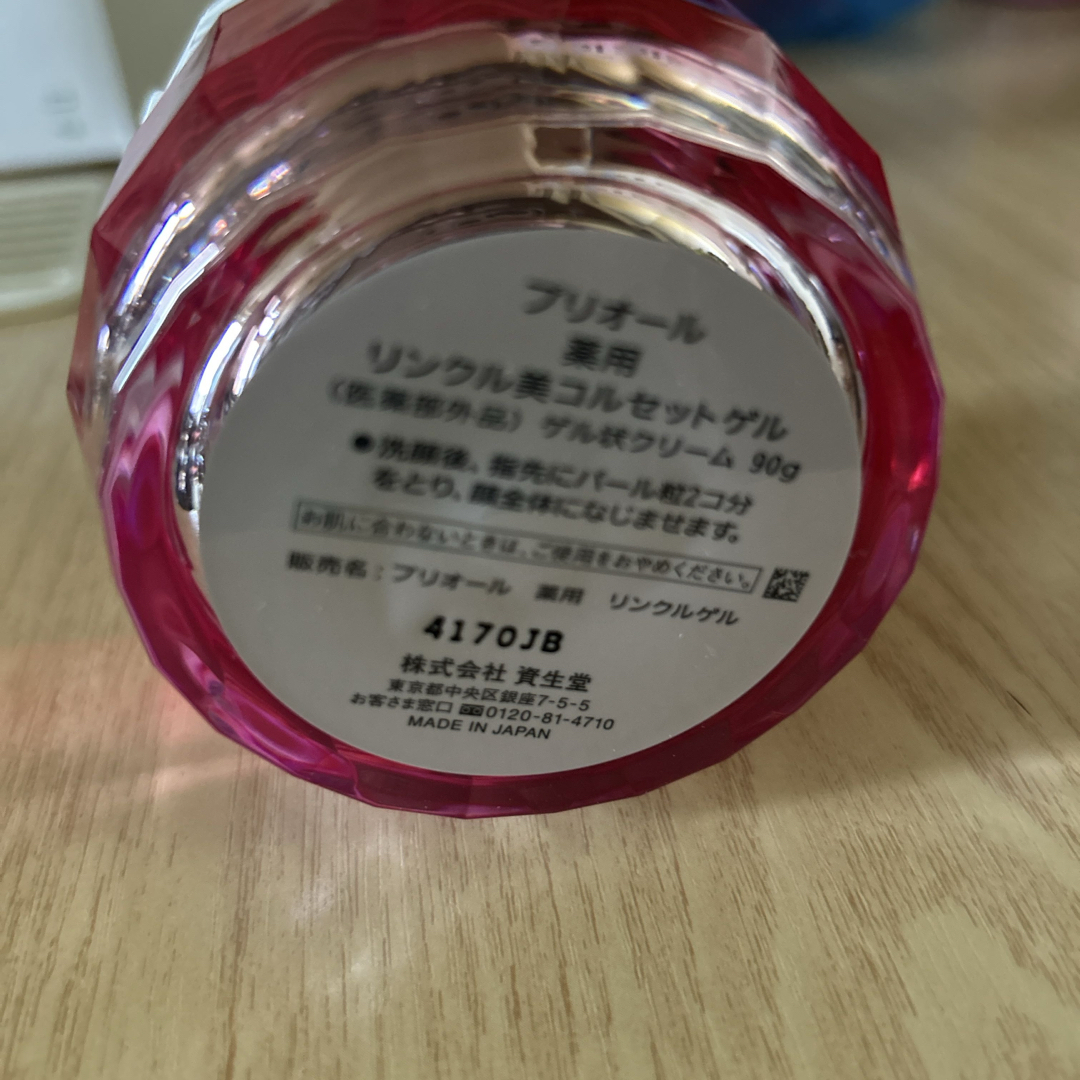 プリオール
薬用
リンクル美コルセットゲル
（医薬部外品）ゲル状クリーム 90g
●洗顔後、指先にパール粒2コ分
をとり、顔全体になじませます。
お肌に合わないときは、ご使用をおやめください。
販売名：プリオール 薬用 リンクルゲル
4170JB
株式会社 資生堂
東京都中央区銀座7-5-5
お客さま窓口 0120-81-4710
MADE IN JAPAN